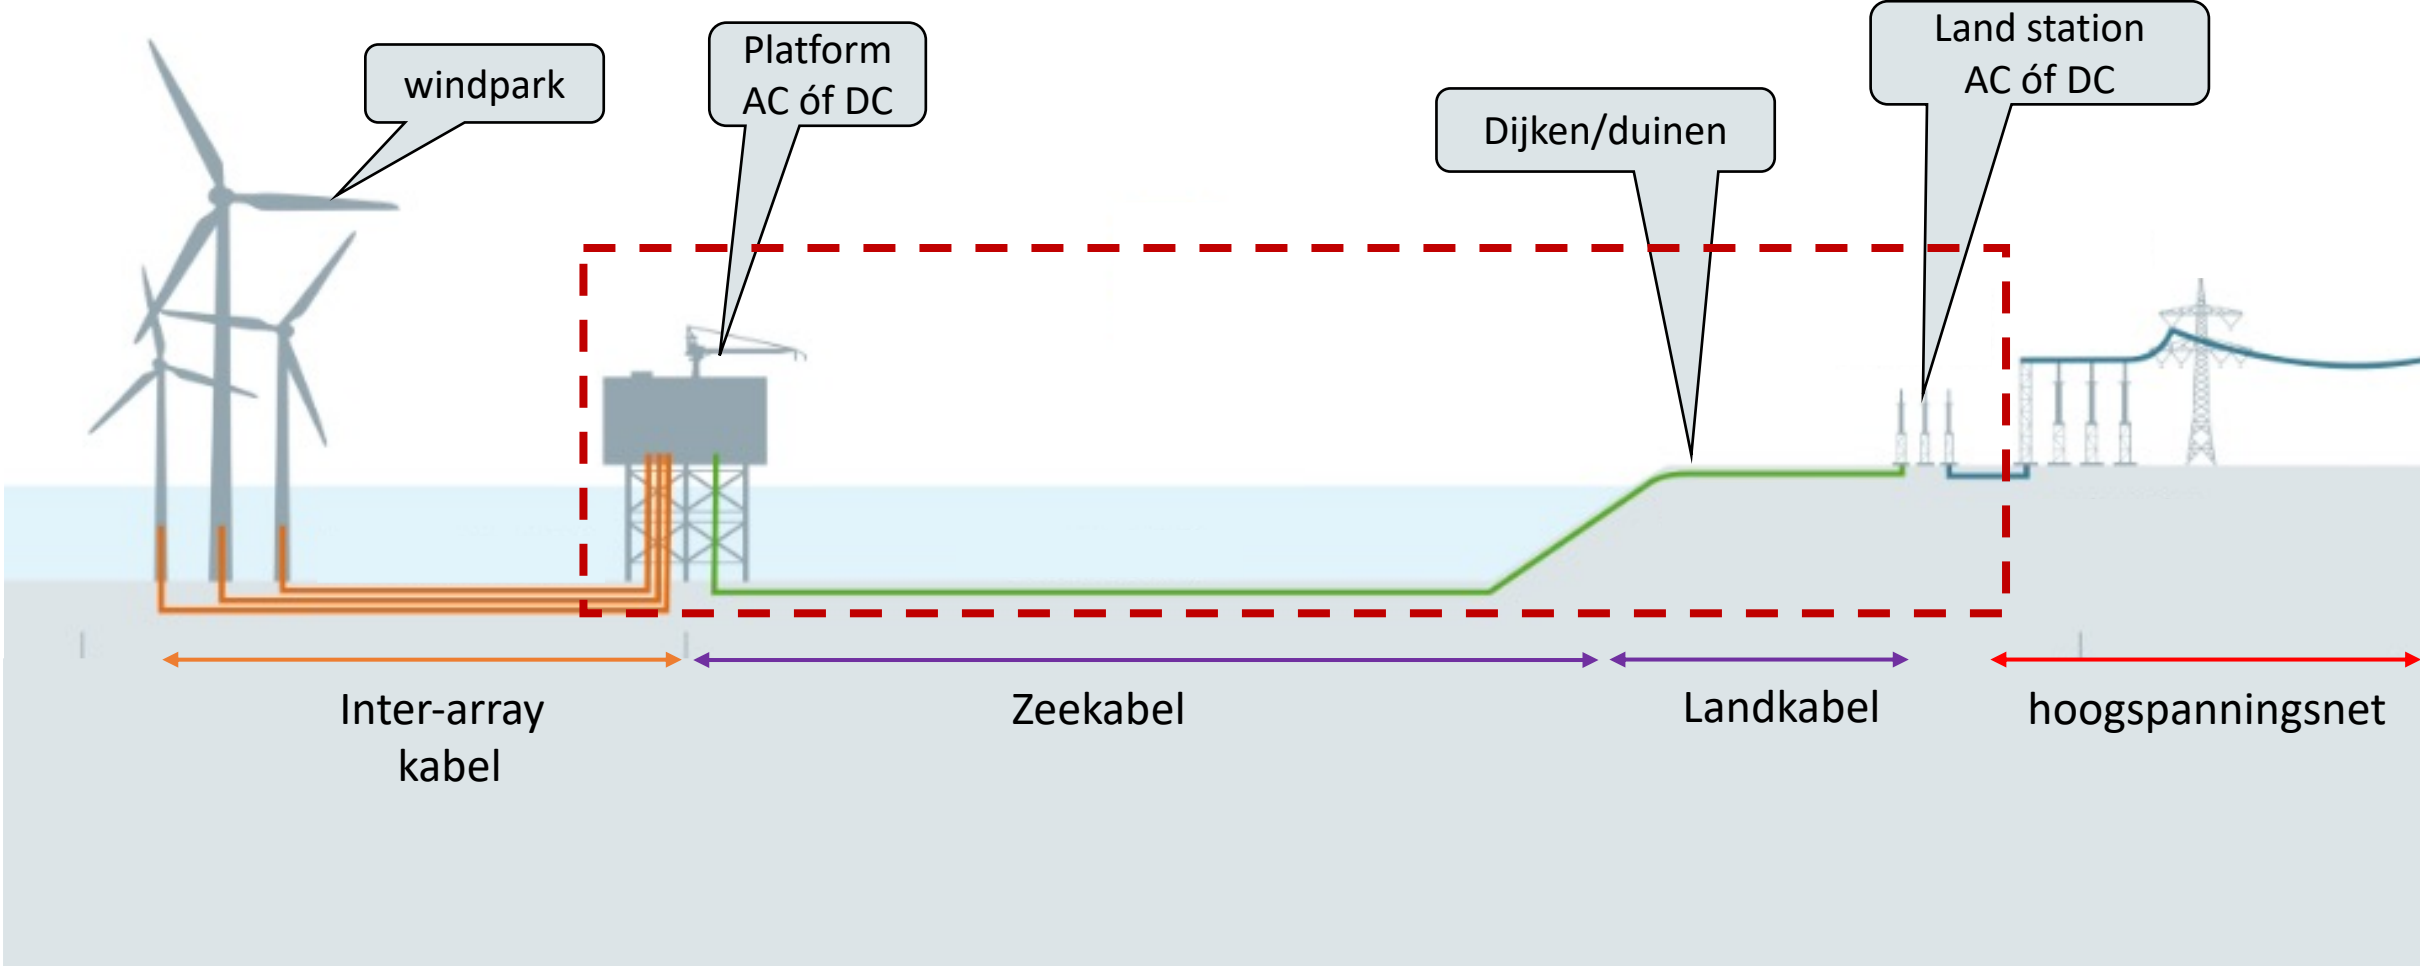 windpark
Platform
AC óf DC
Dijken/duinen
Land station
AC óf DC
Inter-array
kabel
Zeekabel
Landkabel
hoogspanningsnet